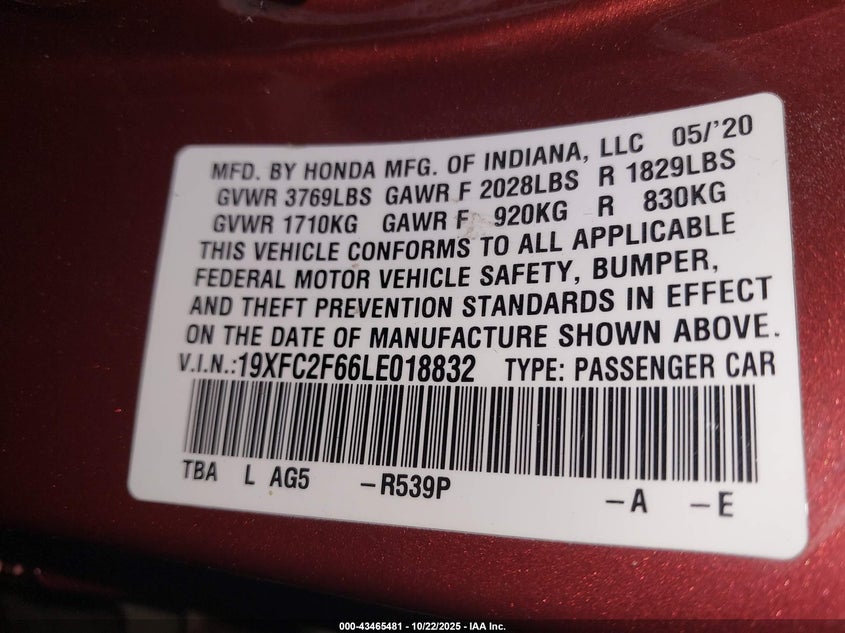 MFD. BY HONDA MFG. OF INDIANA, LLC 05/'20
GVWR 3769LBS GAWR F 2028LBS R 1829LBS
GVWR 1710KG GAWR F 920KG R 830KG
THIS VEHICLE CONFORMS TO ALL APPLICABLE
FEDERAL MOTOR VEHICLE SAFETY, BUMPER,
AND THEFT PREVENTION STANDARDS IN EFFECT
ON THE DATE OF MANUFACTURE SHOWN ABOVE.
V.I.N.:19XFC2F66LE018832 TYPE: PASSENGER CAR
TBA L AG5 –R539P –A –E
000-43465481 - 10/22/2025 - IAA Inc.